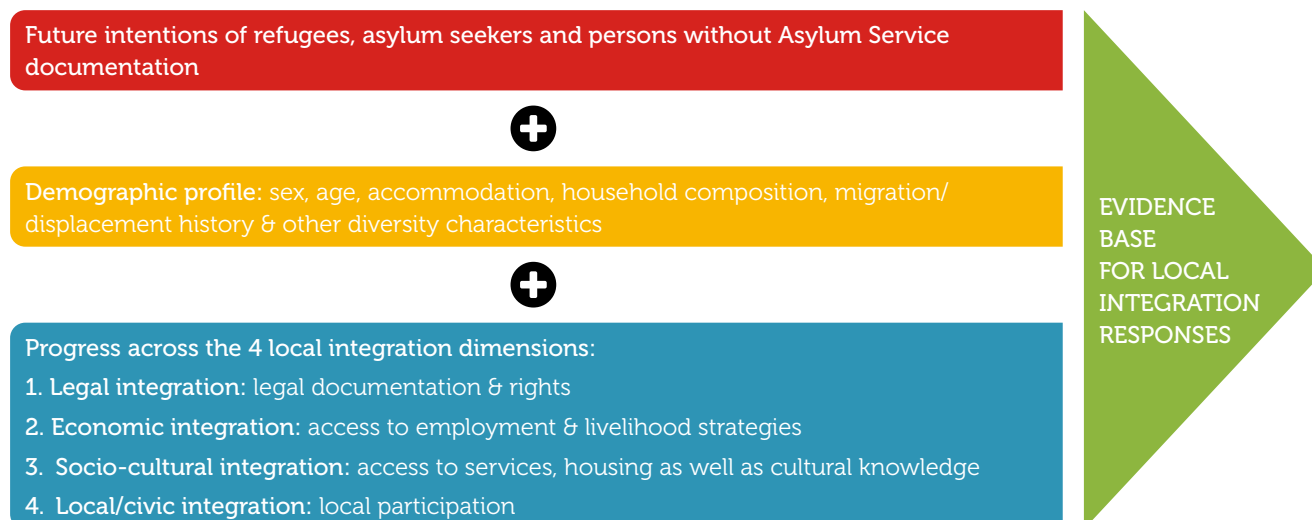 Future intentions of refugees, asylum seekers and persons without Asylum Service
documentation
Demographic profile: sex, age, accommodation, household composition, migration/
displacement history & other diversity characteristics
Progress across the 4 local integration dimensions:
1. Legal integration: legal documentation & rights
2. Economic integration: access to employment & livelihood strategies
3. Socio-cultural integration: access to services, housing as well as cultural knowledge
4. Local/civic integration: local participation
EVIDENCE
BASE
FOR LOCAL
INTEGRATION
RESPONSES